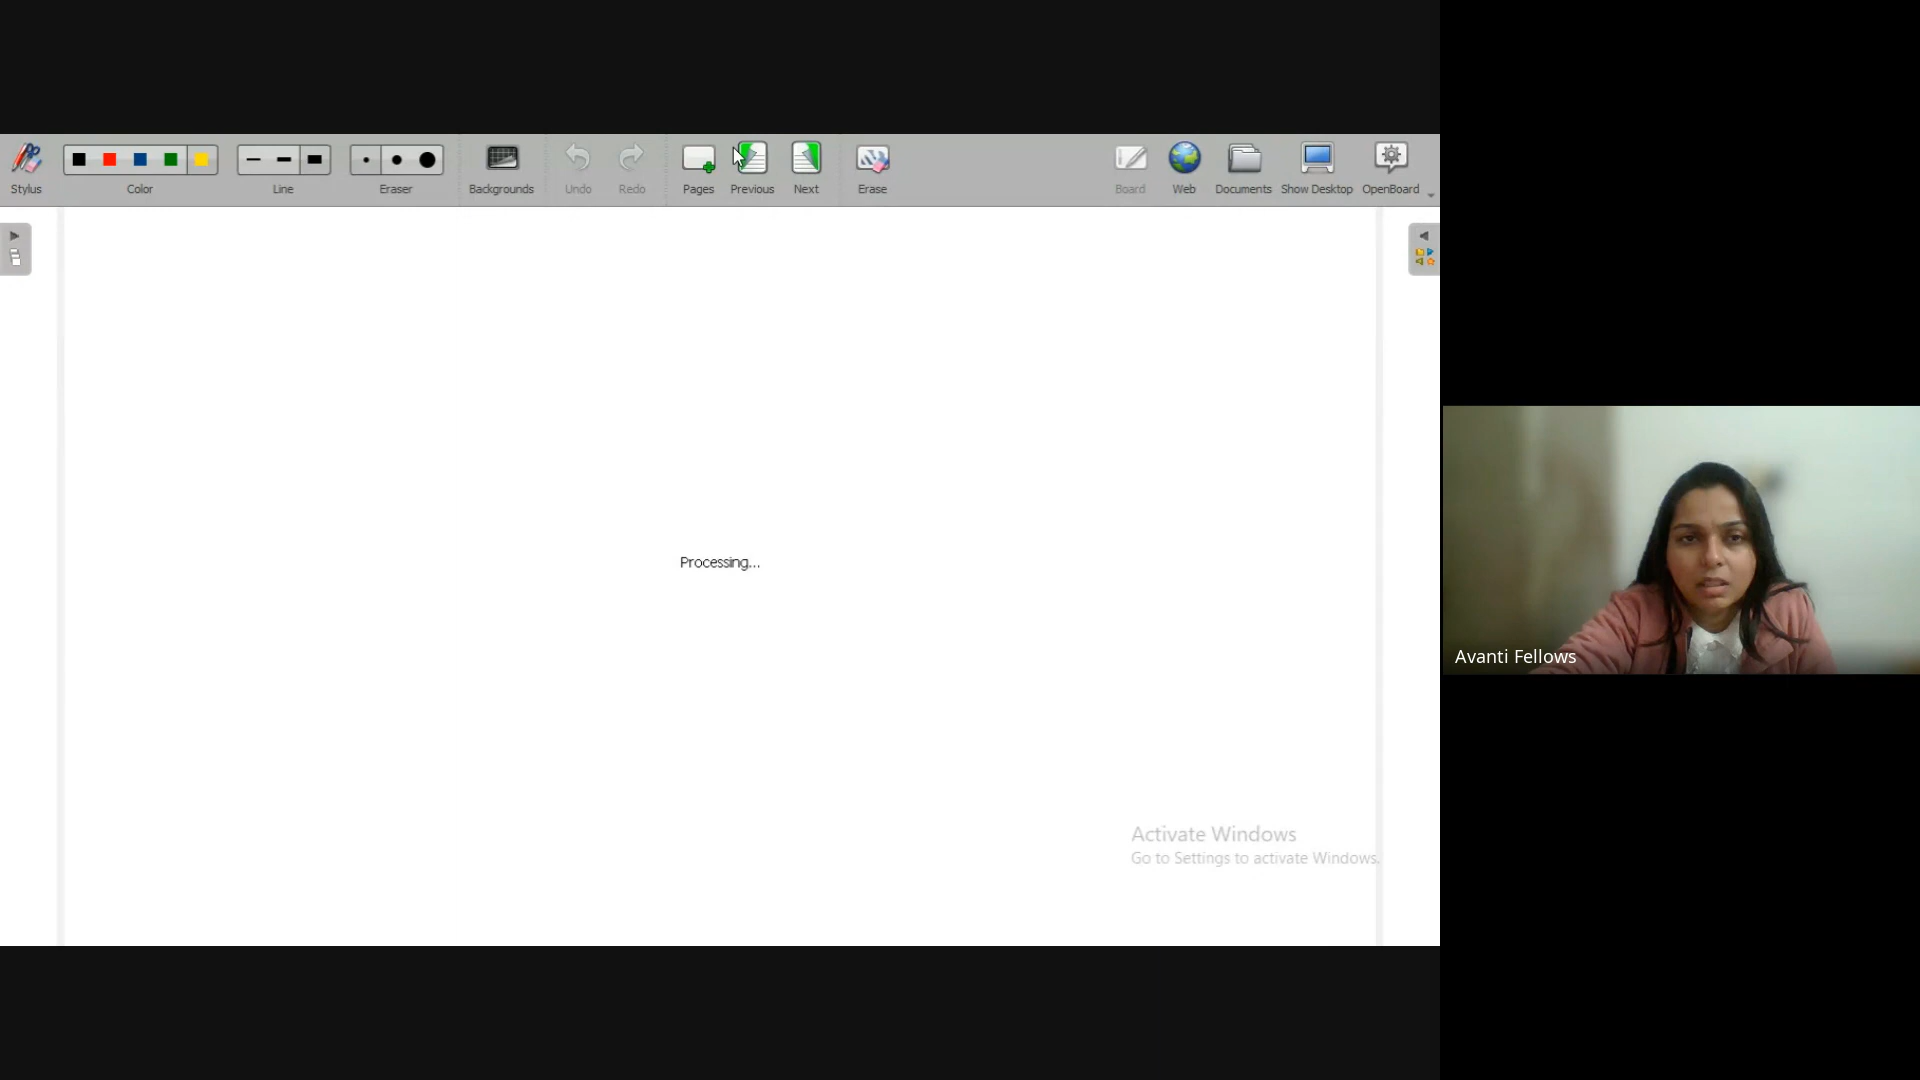 Stylus
Color
Line
Eraser
Backgrounds
Undo
Redo
Pages
Previous
Next
Erase
Board
Web
Documents
Show Desktop
OpenBoard
Processing...
Activate Windows
Go to Settings to activate Windows.
Avanti Fellows